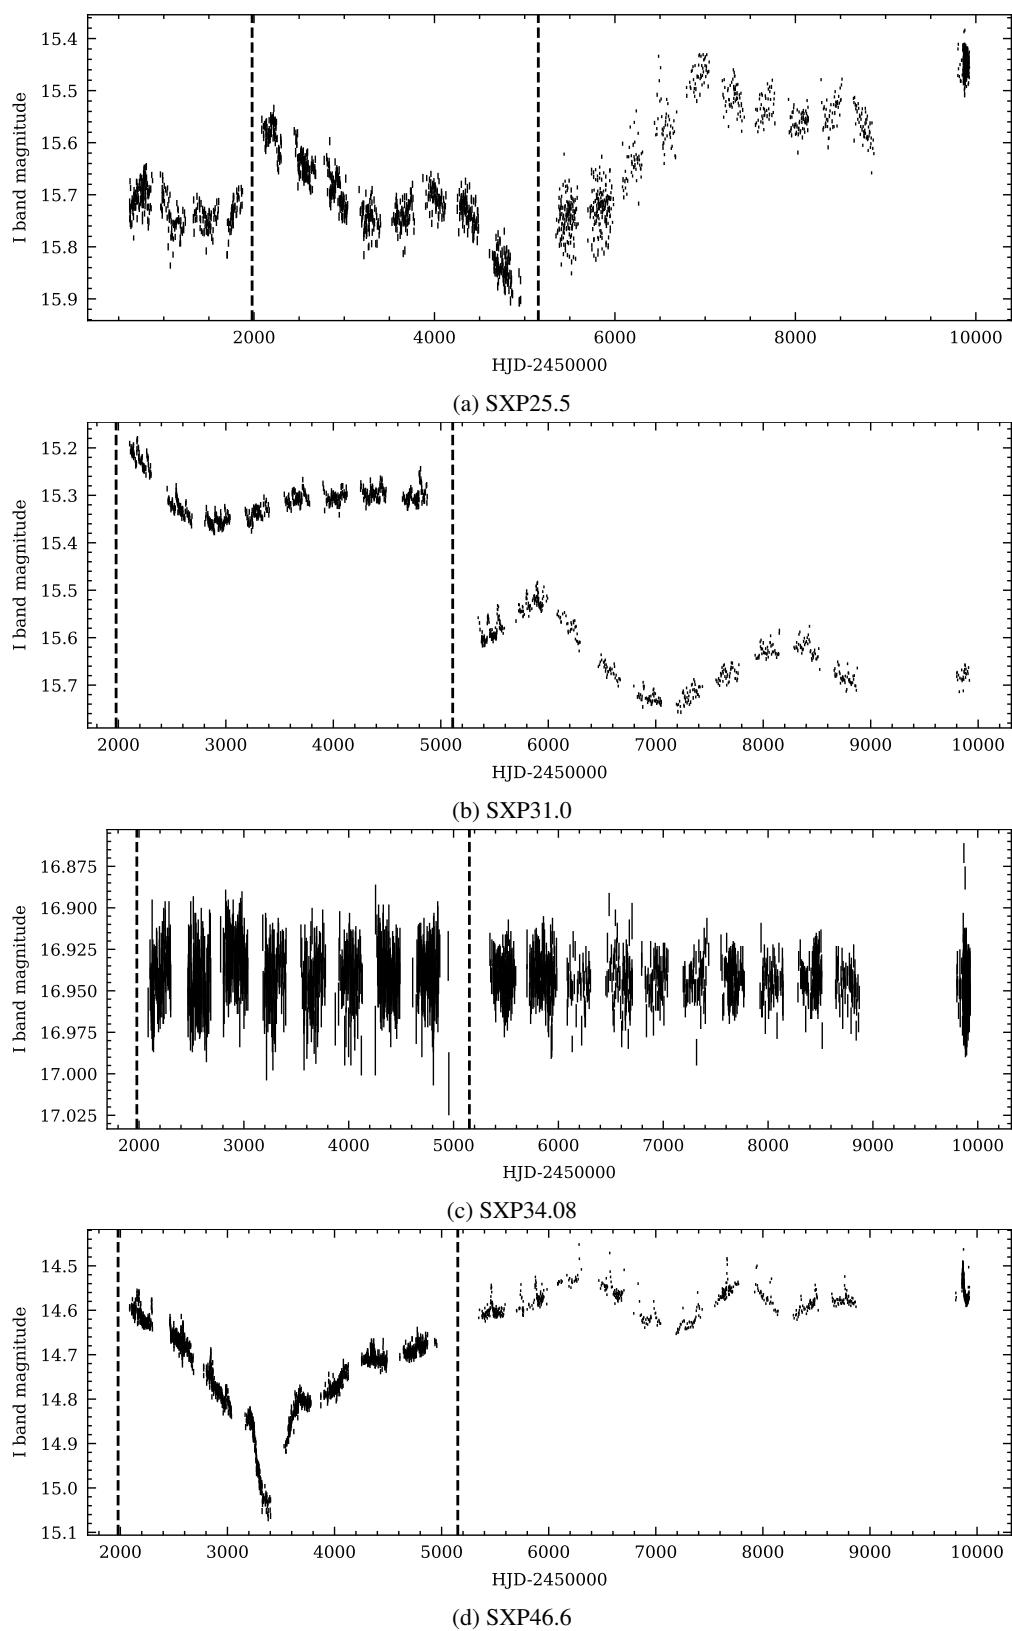 15.4
15.5
15.6
15.7
15.8
15.9
I band magnitude
2000 4000 6000 8000 10000
HJD-2450000
(a) SXP25.5
15.2
15.3
15.4
15.5
15.6
15.7
I band magnitude
2000 3000 4000 5000 6000 7000 8000 9000 10000
HJD-2450000
(b) SXP31.0
16.875
16.900
16.925
16.950
16.975
17.000
17.025
I band magnitude
2000 3000 4000 5000 6000 7000 8000 9000 10000
HJD-2450000
(c) SXP34.08
14.5
14.6
14.7
14.8
14.9
15.0
15.1
I band magnitude
2000 3000 4000 5000 6000 7000 8000 9000 10000
HJD-2450000
(d) SXP46.6